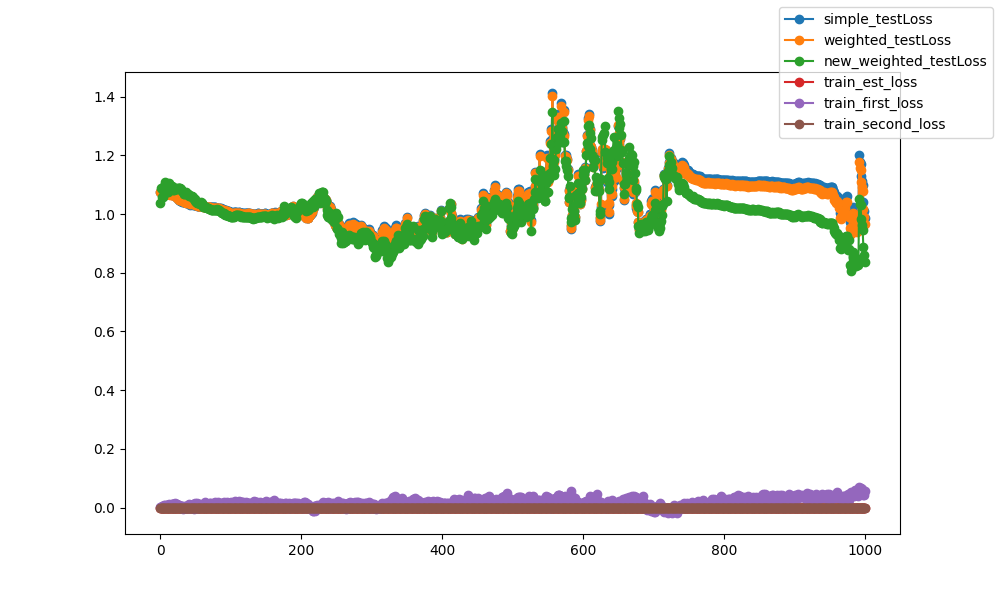 simple_testLoss
weighted_testLoss
new_weighted_testLoss
train_est_loss
train_first_loss
train_second_loss
1.4
1.2
1.0
0.8
0.6
0.4
0.2
0.0
0 200 400 600 800 1000